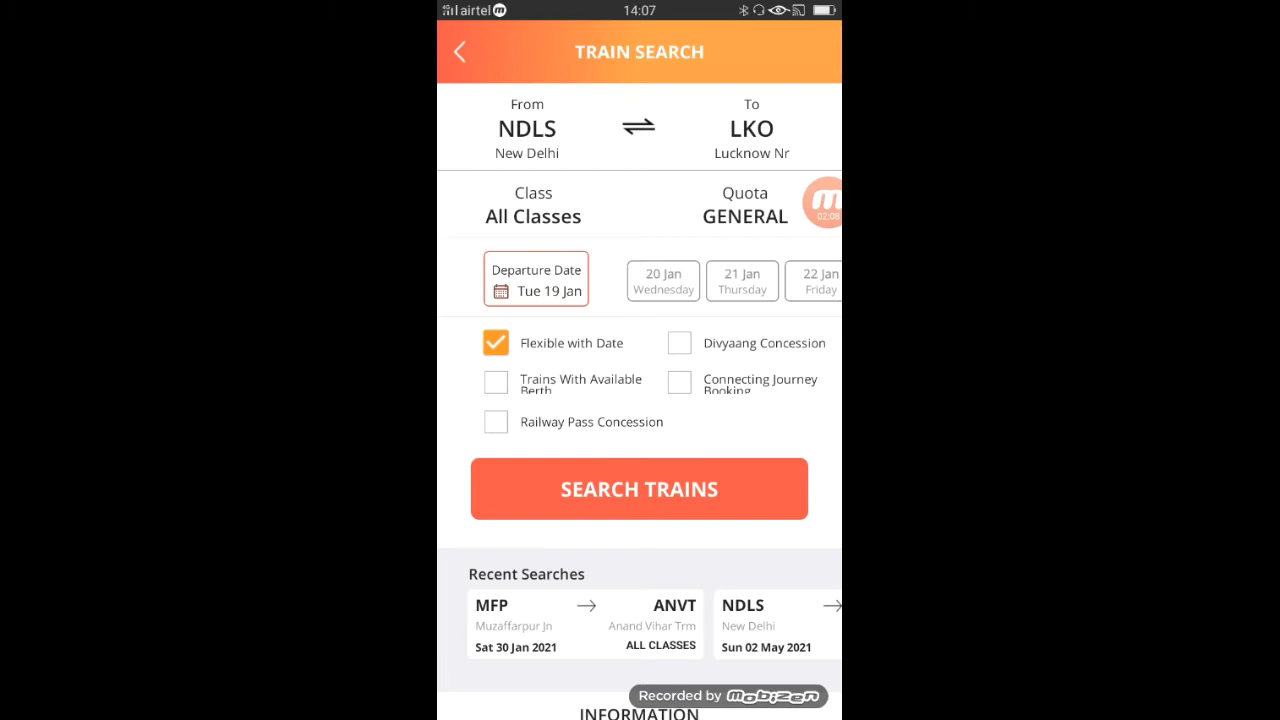 airtel 14:07
TRAIN SEARCH
From To
NDLS LKO
New Delhi Lucknow Nr
Class Quota
All Classes GENERAL
02:08
Departure Date
Tue 19 Jan
20 Jan 21 Jan 22 Jan
Wednesday Thursday Friday
Flexible with Date Divyaang Concession
Trains With Available Connecting Journey
Berth Booking
Railway Pass Concession
SEARCH TRAINS
Recent Searches
MFP ANVT NDLS
Muzaffarpur Jn Anand Vihar Trm New Delhi
Sat 30 Jan 2021 ALL CLASSES Sun 02 May 2021
Recorded by mobizen
INFORMATION